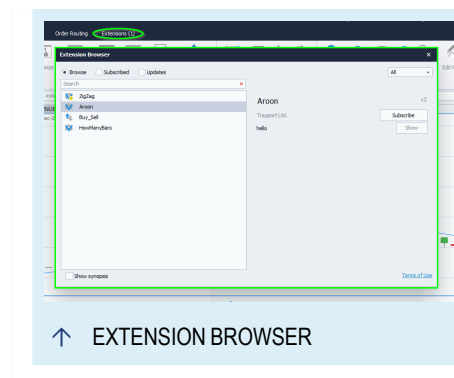 Order Routing Extensions (1)
Extension Browser
Browse Subscribed Updates
All
Search
ZigZag
Aroon
Buy_Sell
HowManyBars
Aroon
v2
Trayport Ltd.
Subscribe
hello
Show
Show synopsis
Terms of Use
EXTENSION BROWSER